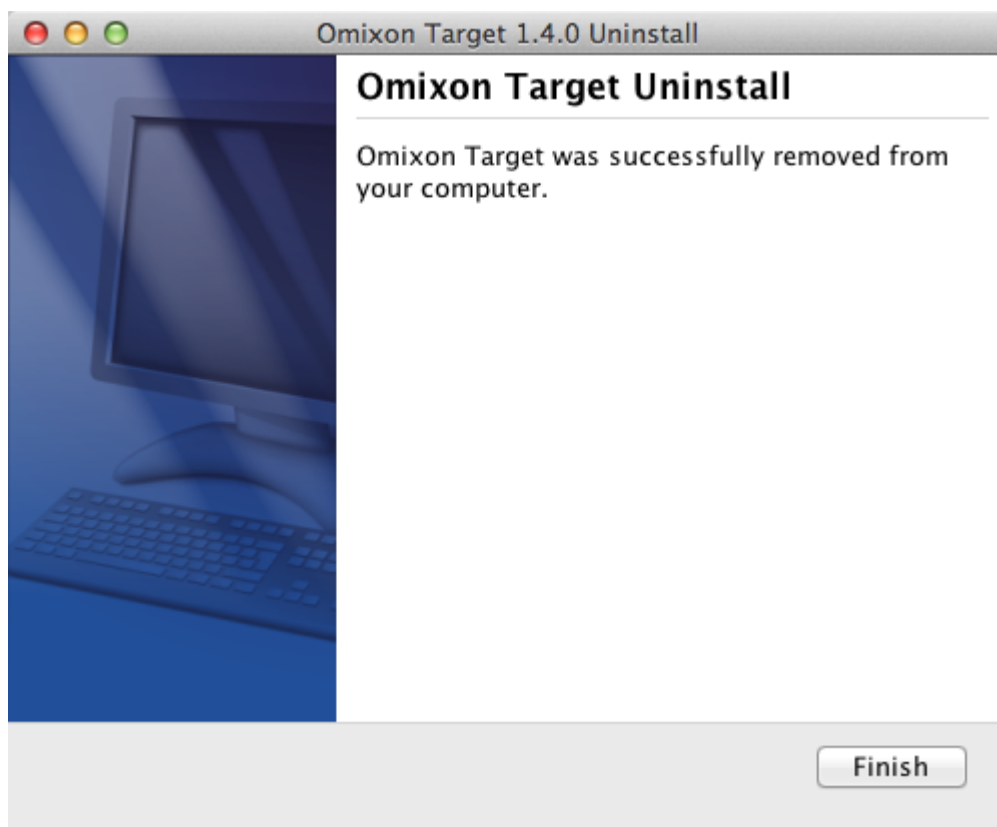 Omixon Target 1.4.0 Uninstall
Omixon Target Uninstall
Omixon Target was successfully removed from
your computer.
Finish